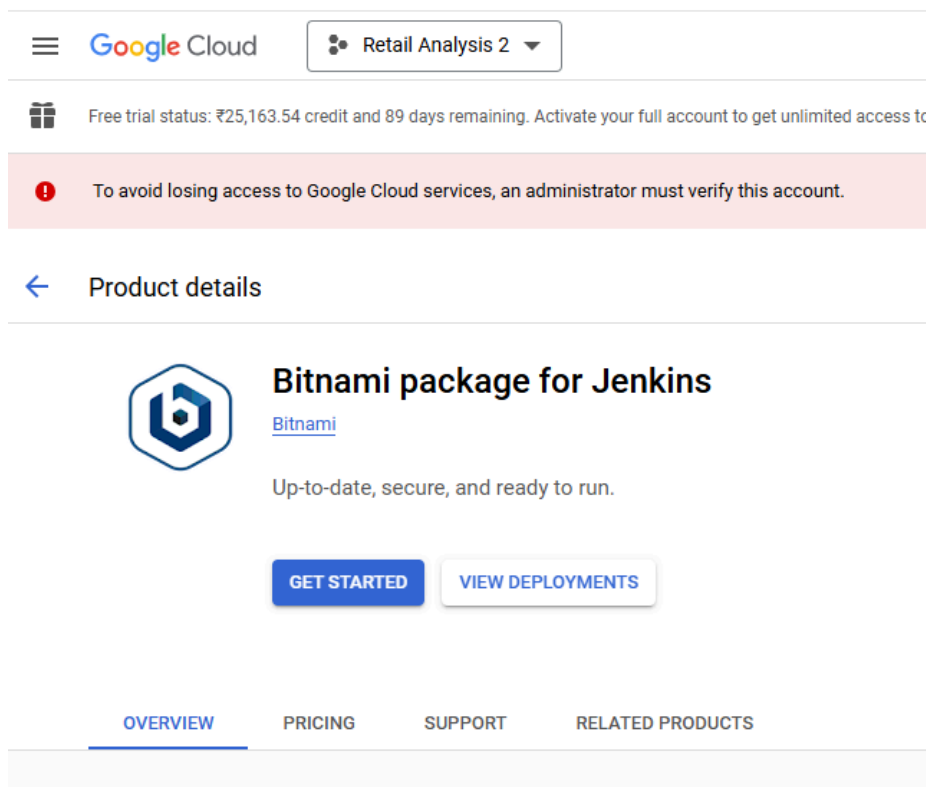 Google Cloud
Retail Analysis 2
Free trial status: ₹25,163.54 credit and 89 days remaining. Activate your full account to get unlimited access to
To avoid losing access to Google Cloud services, an administrator must verify this account.
Product details
Bitnami package for Jenkins
Bitnami
Up-to-date, secure, and ready to run.
GET STARTED VIEW DEPLOYMENTS
OVERVIEW PRICING SUPPORT RELATED PRODUCTS